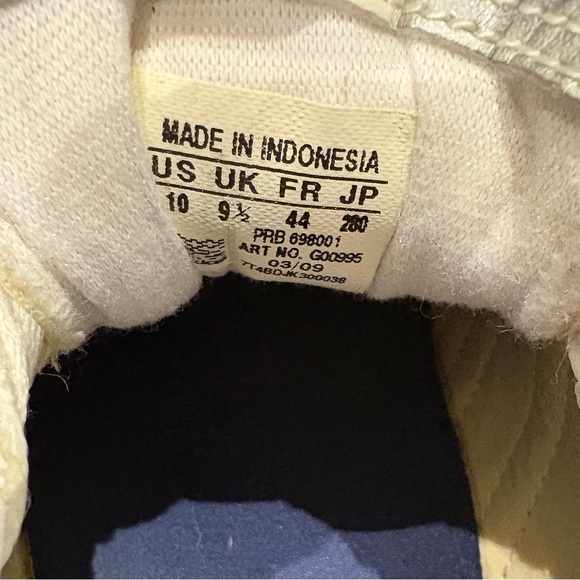 MADE IN INDONESIA
US UK FR JP
10 9½ 44 280
PRB 698001
ART NO. G00995
03/09
7T4BDJK300038